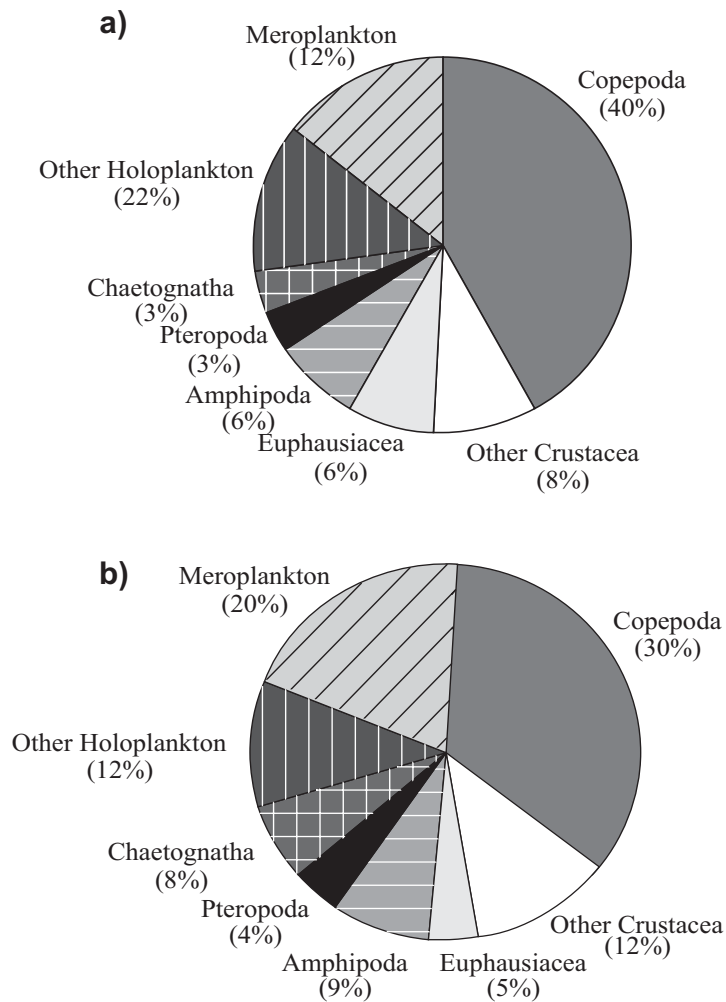 a)
Meroplankton
(12%)
Copepoda
(40%)
Other Holoplankton
(22%)
Chaetognatha
(3%)
Pteropoda
(3%)
Amphipoda
(6%)
Euphausiacea
(6%)
Other Crustacea
(8%)
b)
Meroplankton
(20%)
Copepoda
(30%)
Other Holoplankton
(12%)
Chaetognatha
(8%)
Pteropoda
(4%)
Amphipoda
(9%)
Euphausiacea
(5%)
Other Crustacea
(12%)